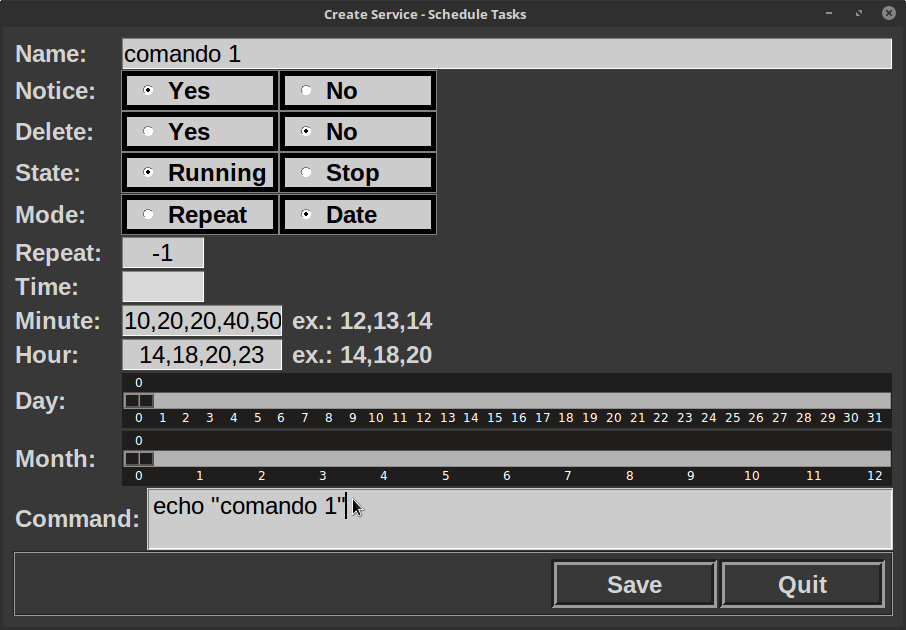 Create Service - Schedule Tasks
Name: comando 1
Notice: Yes No
Delete: Yes No
State: Running Stop
Mode: Repeat Date
Repeat: -1
Time:
Minute: 10,20,20,40,50 ex.: 12,13,14
Hour: 14,18,20,23 ex.: 14,18,20
0
Day:
0 1 2 3 4 5 6 7 8 9 10 11 12 13 14 15 16 17 18 19 20 21 22 23 24 25 26 27 28 29 30 31
0
Month:
0 1 2 3 4 5 6 7 8 9 10 11 12
Command: echo "comando 1"
Save Quit